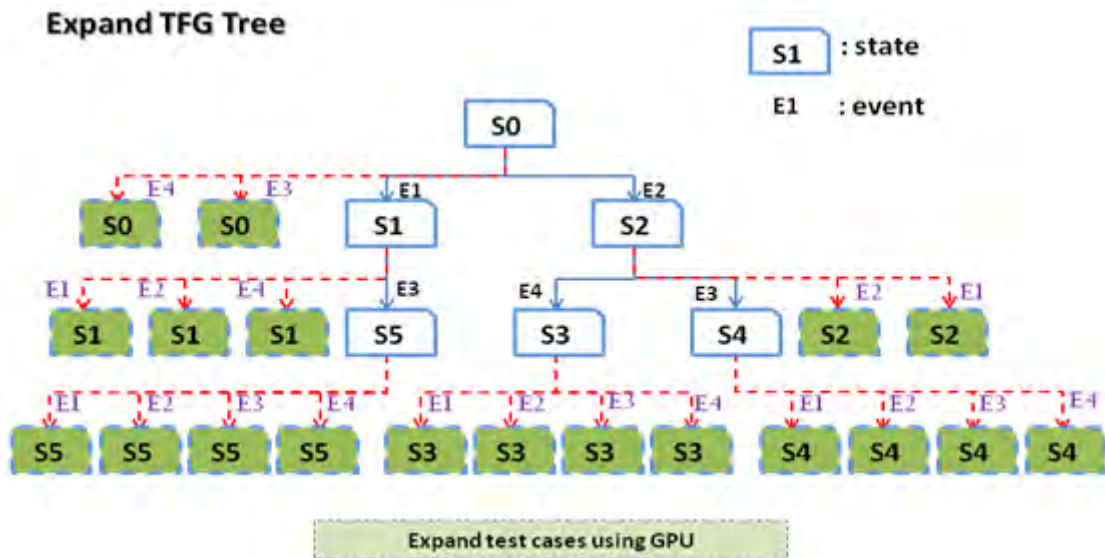 Expand TFG Tree
S1 : state
E1 : event
S0
E4 E3 E1 E2
S0 S0 S1 S2
E1 E2 E4 E3 E4 E3 E2 E1
S1 S1 S1 S5 S3 S4 S2 S2
E1 E2 E3 E4 E1 E2 E3 E4 E1 E2 E3 E4
S5 S5 S5 S5 S3 S3 S3 S3 S4 S4 S4 S4
Expand test cases using GPU